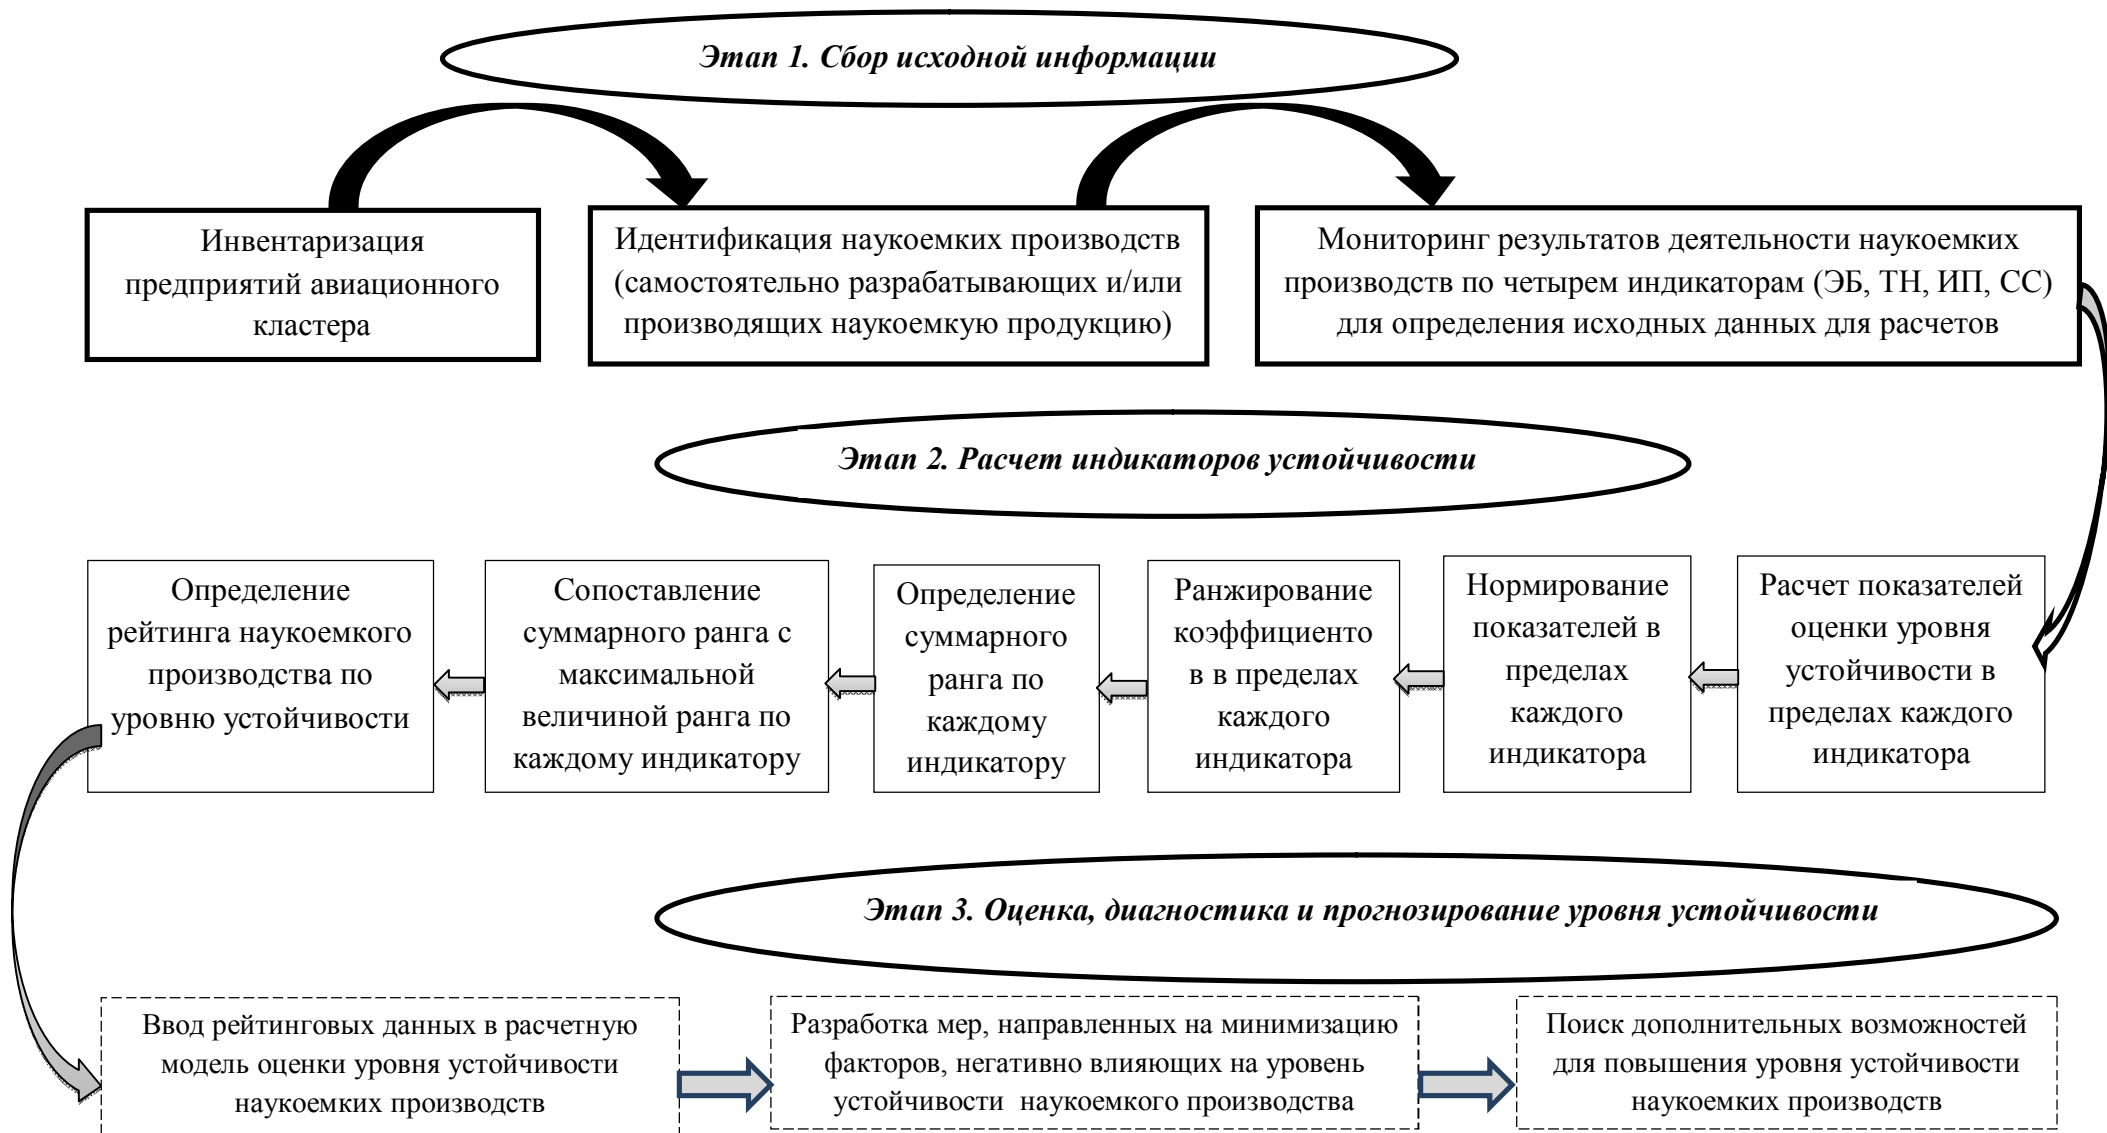 Этап 1. Сбор исходной информации
Инвентаризация
предприятий авиационного
кластера
Идентификация наукоемких производств
(самостоятельно разрабатывающих и/или
производящих наукоемкую продукцию)
Мониторинг результатов деятельности наукоемких
производств по четырем индикаторам (ЭБ, ТН, ИП, СС)
для определения исходных данных для расчетов
Этап 2. Расчет индикаторов устойчивости
Определение
рейтинга наукоемкого
производства по
уровню устойчивости
Сопоставление
суммарного ранга с
максимальной
величиной ранга по
каждому индикатору
Определение
суммарного
ранга по
каждому
индикатору
Ранжирование
коэффициенто
в в пределах
каждого
индикатора
Нормирование
показателей в
пределах
каждого
индикатора
Расчет показателей
оценки уровня
устойчивости в
пределах каждого
индикатора
Этап 3. Оценка, диагностика и прогнозирование уровня устойчивости
Ввод рейтинговых данных в расчетную
модель оценки уровня устойчивости
наукоемких производств
Разработка мер, направленных на минимизацию
факторов, негативно влияющих на уровень
устойчивости наукоемкого производства
Поиск дополнительных возможностей
для повышения уровня устойчивости
наукоемких производств